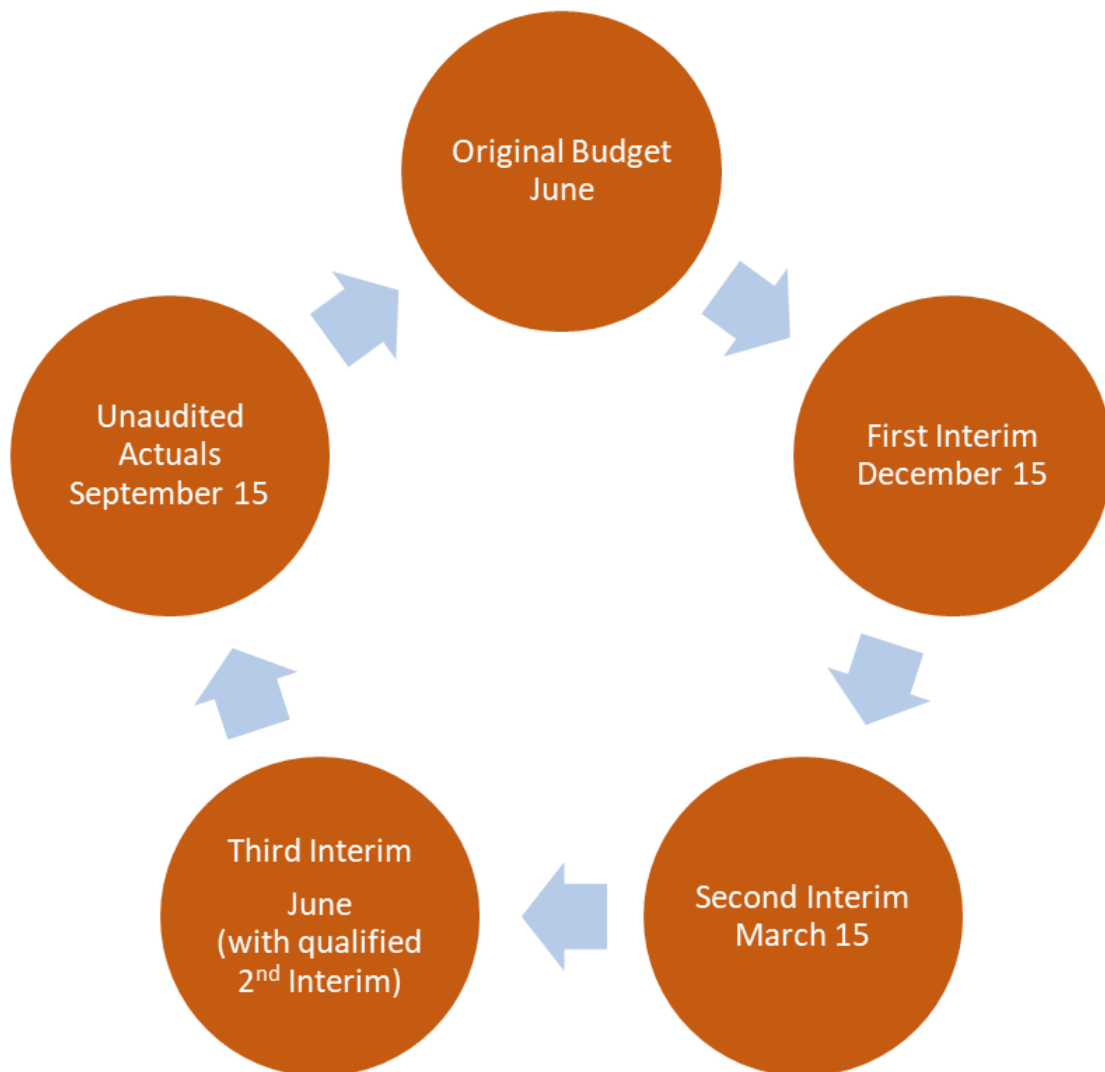 Original Budget
June
First Interim
December 15
Second Interim
March 15
Third Interim
June
(with qualified
2nd Interim)
Unaudited
Actuals
September 15